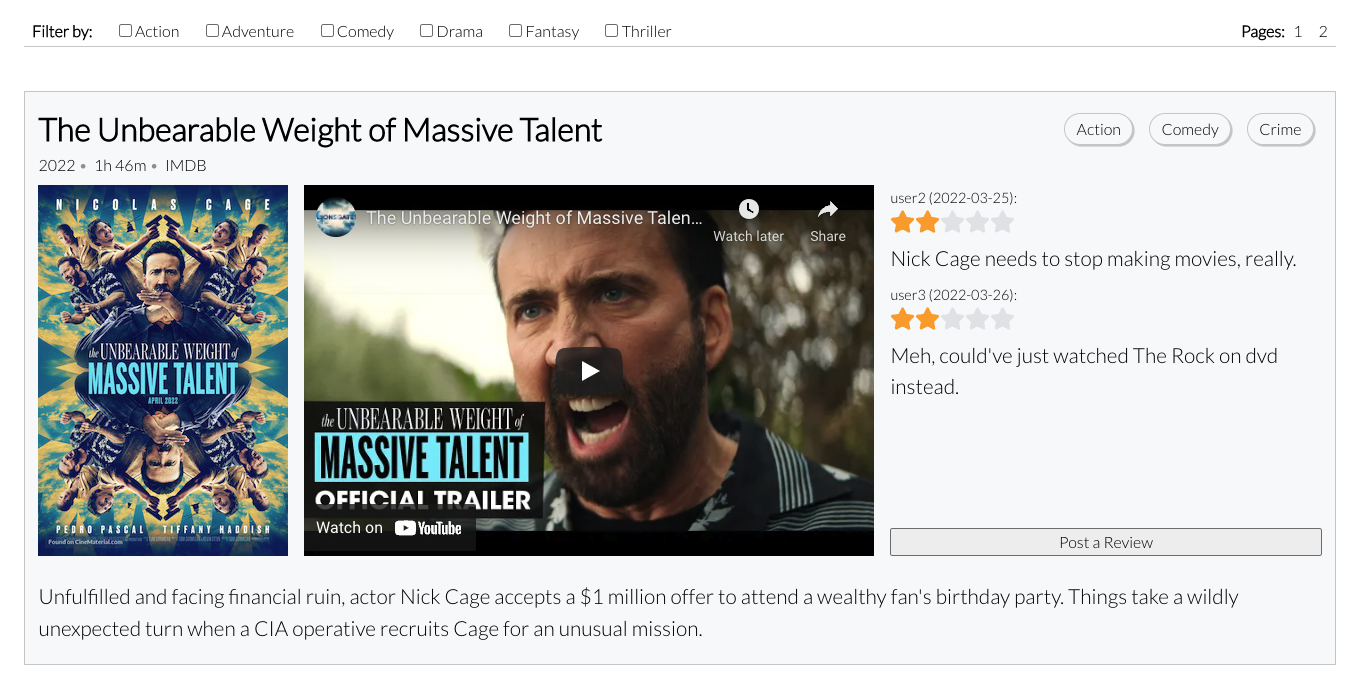 Filter by: Action Adventure Comedy Drama Fantasy Thriller Pages: 1 2
The Unbearable Weight of Massive Talent Action Comedy Crime
2022 • 1h 46m • IMDB
NICOLAS CAGE
the UNBEARABLE WEIGHT of
MASSIVE TALENT
APRIL 2022
PEDRO PASCAL TIFFANY HADDISH
Found on CineMaterial.com
LIONSGATE
The Unbearable Weight of Massive Talen...
Watch later Share
the UNBEARABLE WEIGHT of
MASSIVE TALENT
OFFICIAL TRAILER
Watch on YouTube
user2 (2022-03-25):
Nick Cage needs to stop making movies, really.
user3 (2022-03-26):
Meh, could've just watched The Rock on dvd
instead.
Post a Review
Unfulfilled and facing financial ruin, actor Nick Cage accepts a $1 million offer to attend a wealthy fan's birthday party. Things take a wildly
unexpected turn when a CIA operative recruits Cage for an unusual mission.